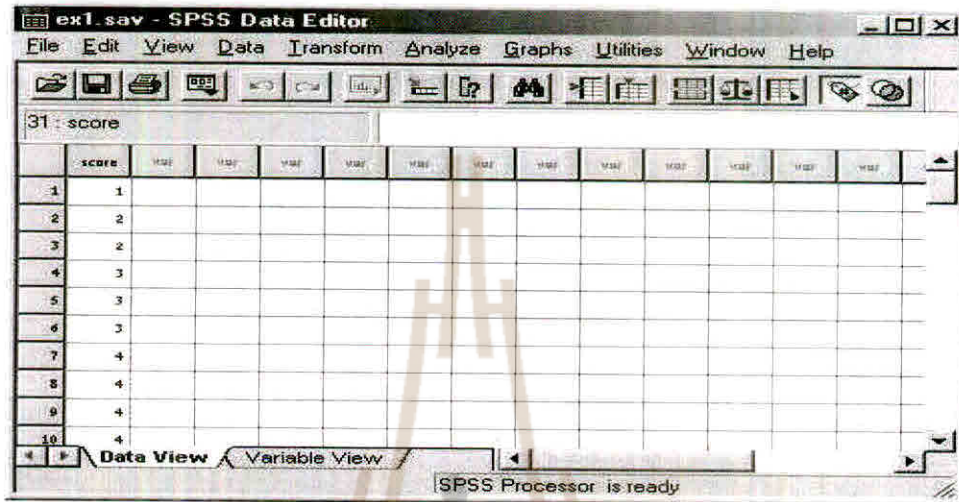 ex1.sav - SPSS Data Editor
File Edit View Data Transform Analyze Graphs Utilities Window Help
31 : score
score var var var var var var var var var var var
1 1
2 2
3 2
4 3
5 3
6 3
7 4
8 4
9 4
10 4
Data View Variable View
SPSS Processor is ready